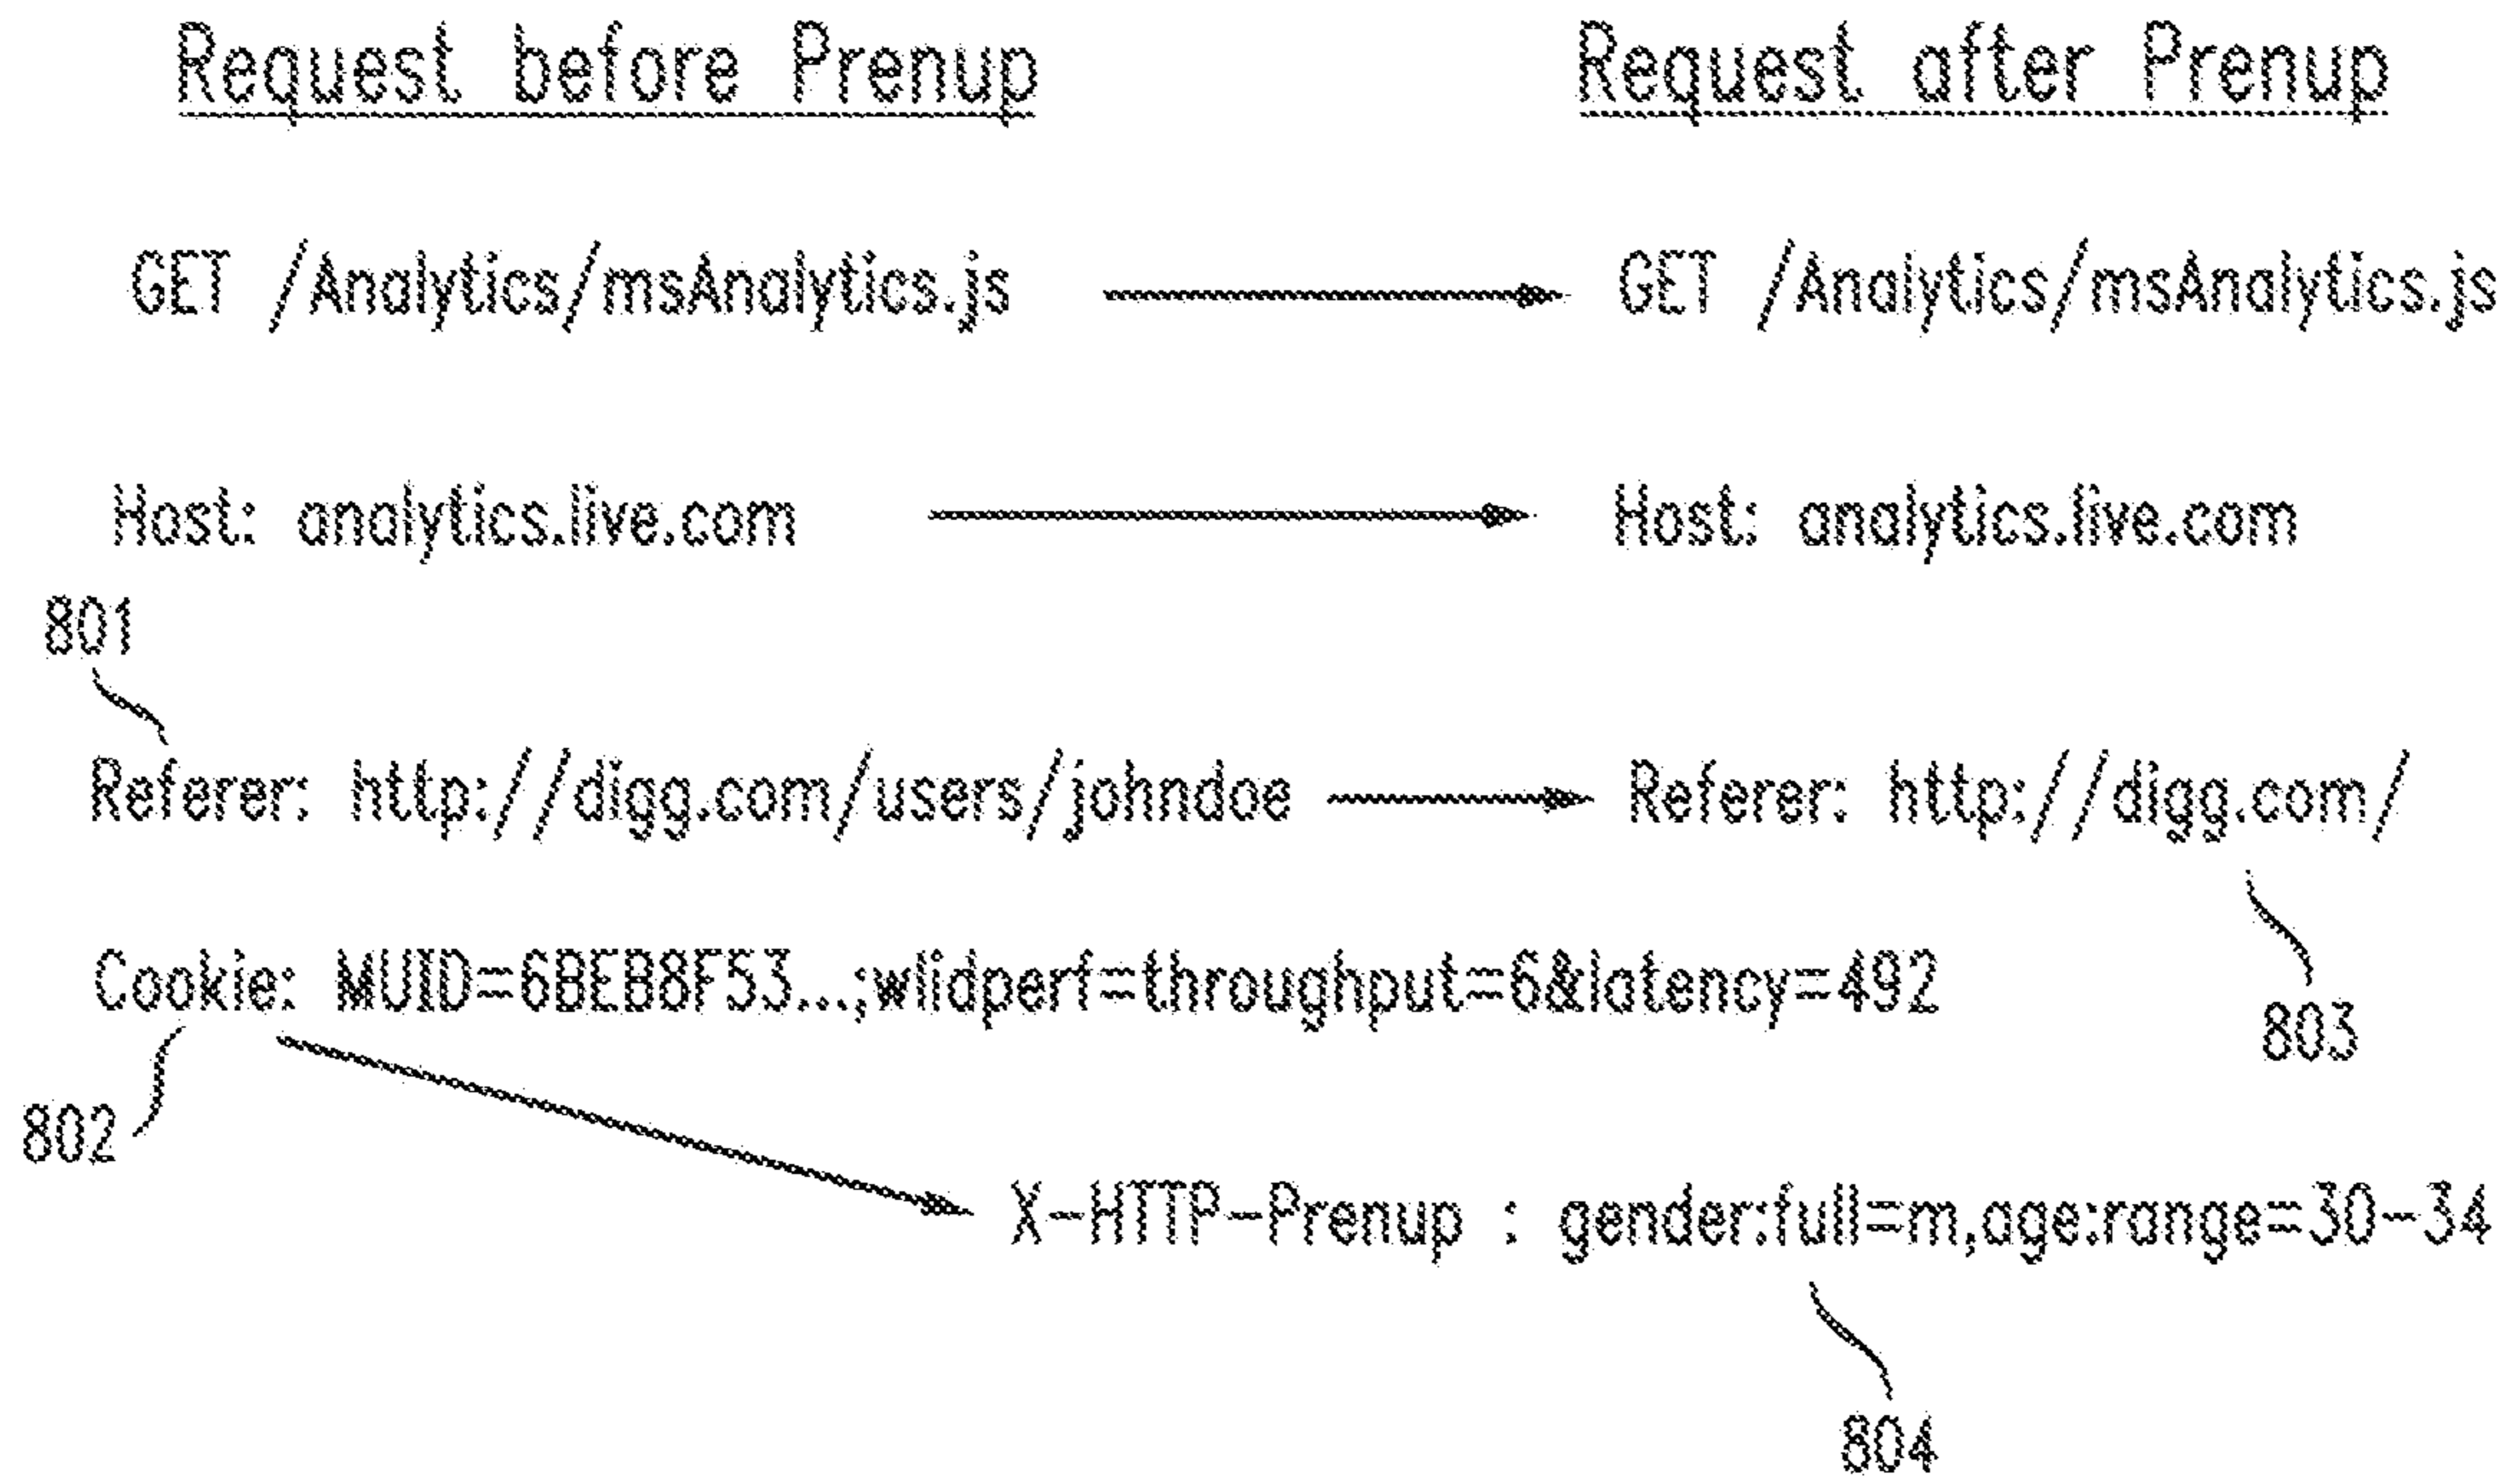 Request before Prenup Request after Prenup
GET /Analytics/msAnalytics.js GET /Analytics/msAnalytics.js
Host: analytics.live.com Host: analytics.live.com
801
Referer: http://digg.com/users/johndoe Referer: http://digg.com/
Cookie: MUID=6BEB8F53...;wlidperf=throughput=6&latency=492
803
802
X-HTTP-Prenup : gender:full=m,age:range=30-34
804